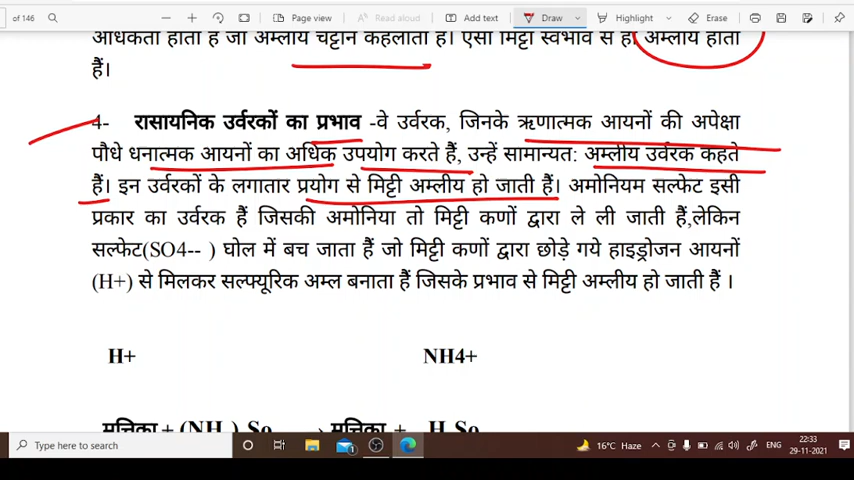 of 146
Page view
Read aloud
Add text
Draw
Highlight
Erase
अधिकता होती है जो अम्लीय चट्टान कहलाती है। ऐसी मिट्टी स्वभाव से ही अम्लीय होती
हैं।
4- रासायनिक उर्वरकों का प्रभाव -वे उर्वरक, जिनके ऋणात्मक आयनों की अपेक्षा
पौधे धनात्मक आयनों का अधिक उपयोग करते हैं, उन्हें सामान्यत: अम्लीय उर्वरक कहते
हैं। इन उर्वरकों के लगातार प्रयोग से मिट्टी अम्लीय हो जाती हैं। अमोनियम सल्फेट इसी
प्रकार का उर्वरक हैं जिसकी अमोनिया तो मिट्टी कणों द्वारा ले ली जाती हैं,लेकिन
सल्फेट(SO4-- ) घोल में बच जाता हैं जो मिट्टी कणों द्वारा छोड़े गये हाइड्रोजन आयनों
(H+) से मिलकर सल्फ्यूरिक अम्ल बनाता हैं जिसके प्रभाव से मिट्टी अम्लीय हो जाती हैं ।
H+ NH4+
मृत्तिका + (NH ) So → मृत्तिका + H So
Type here to search
16°C Haze
ENG
22:33
29-11-2021